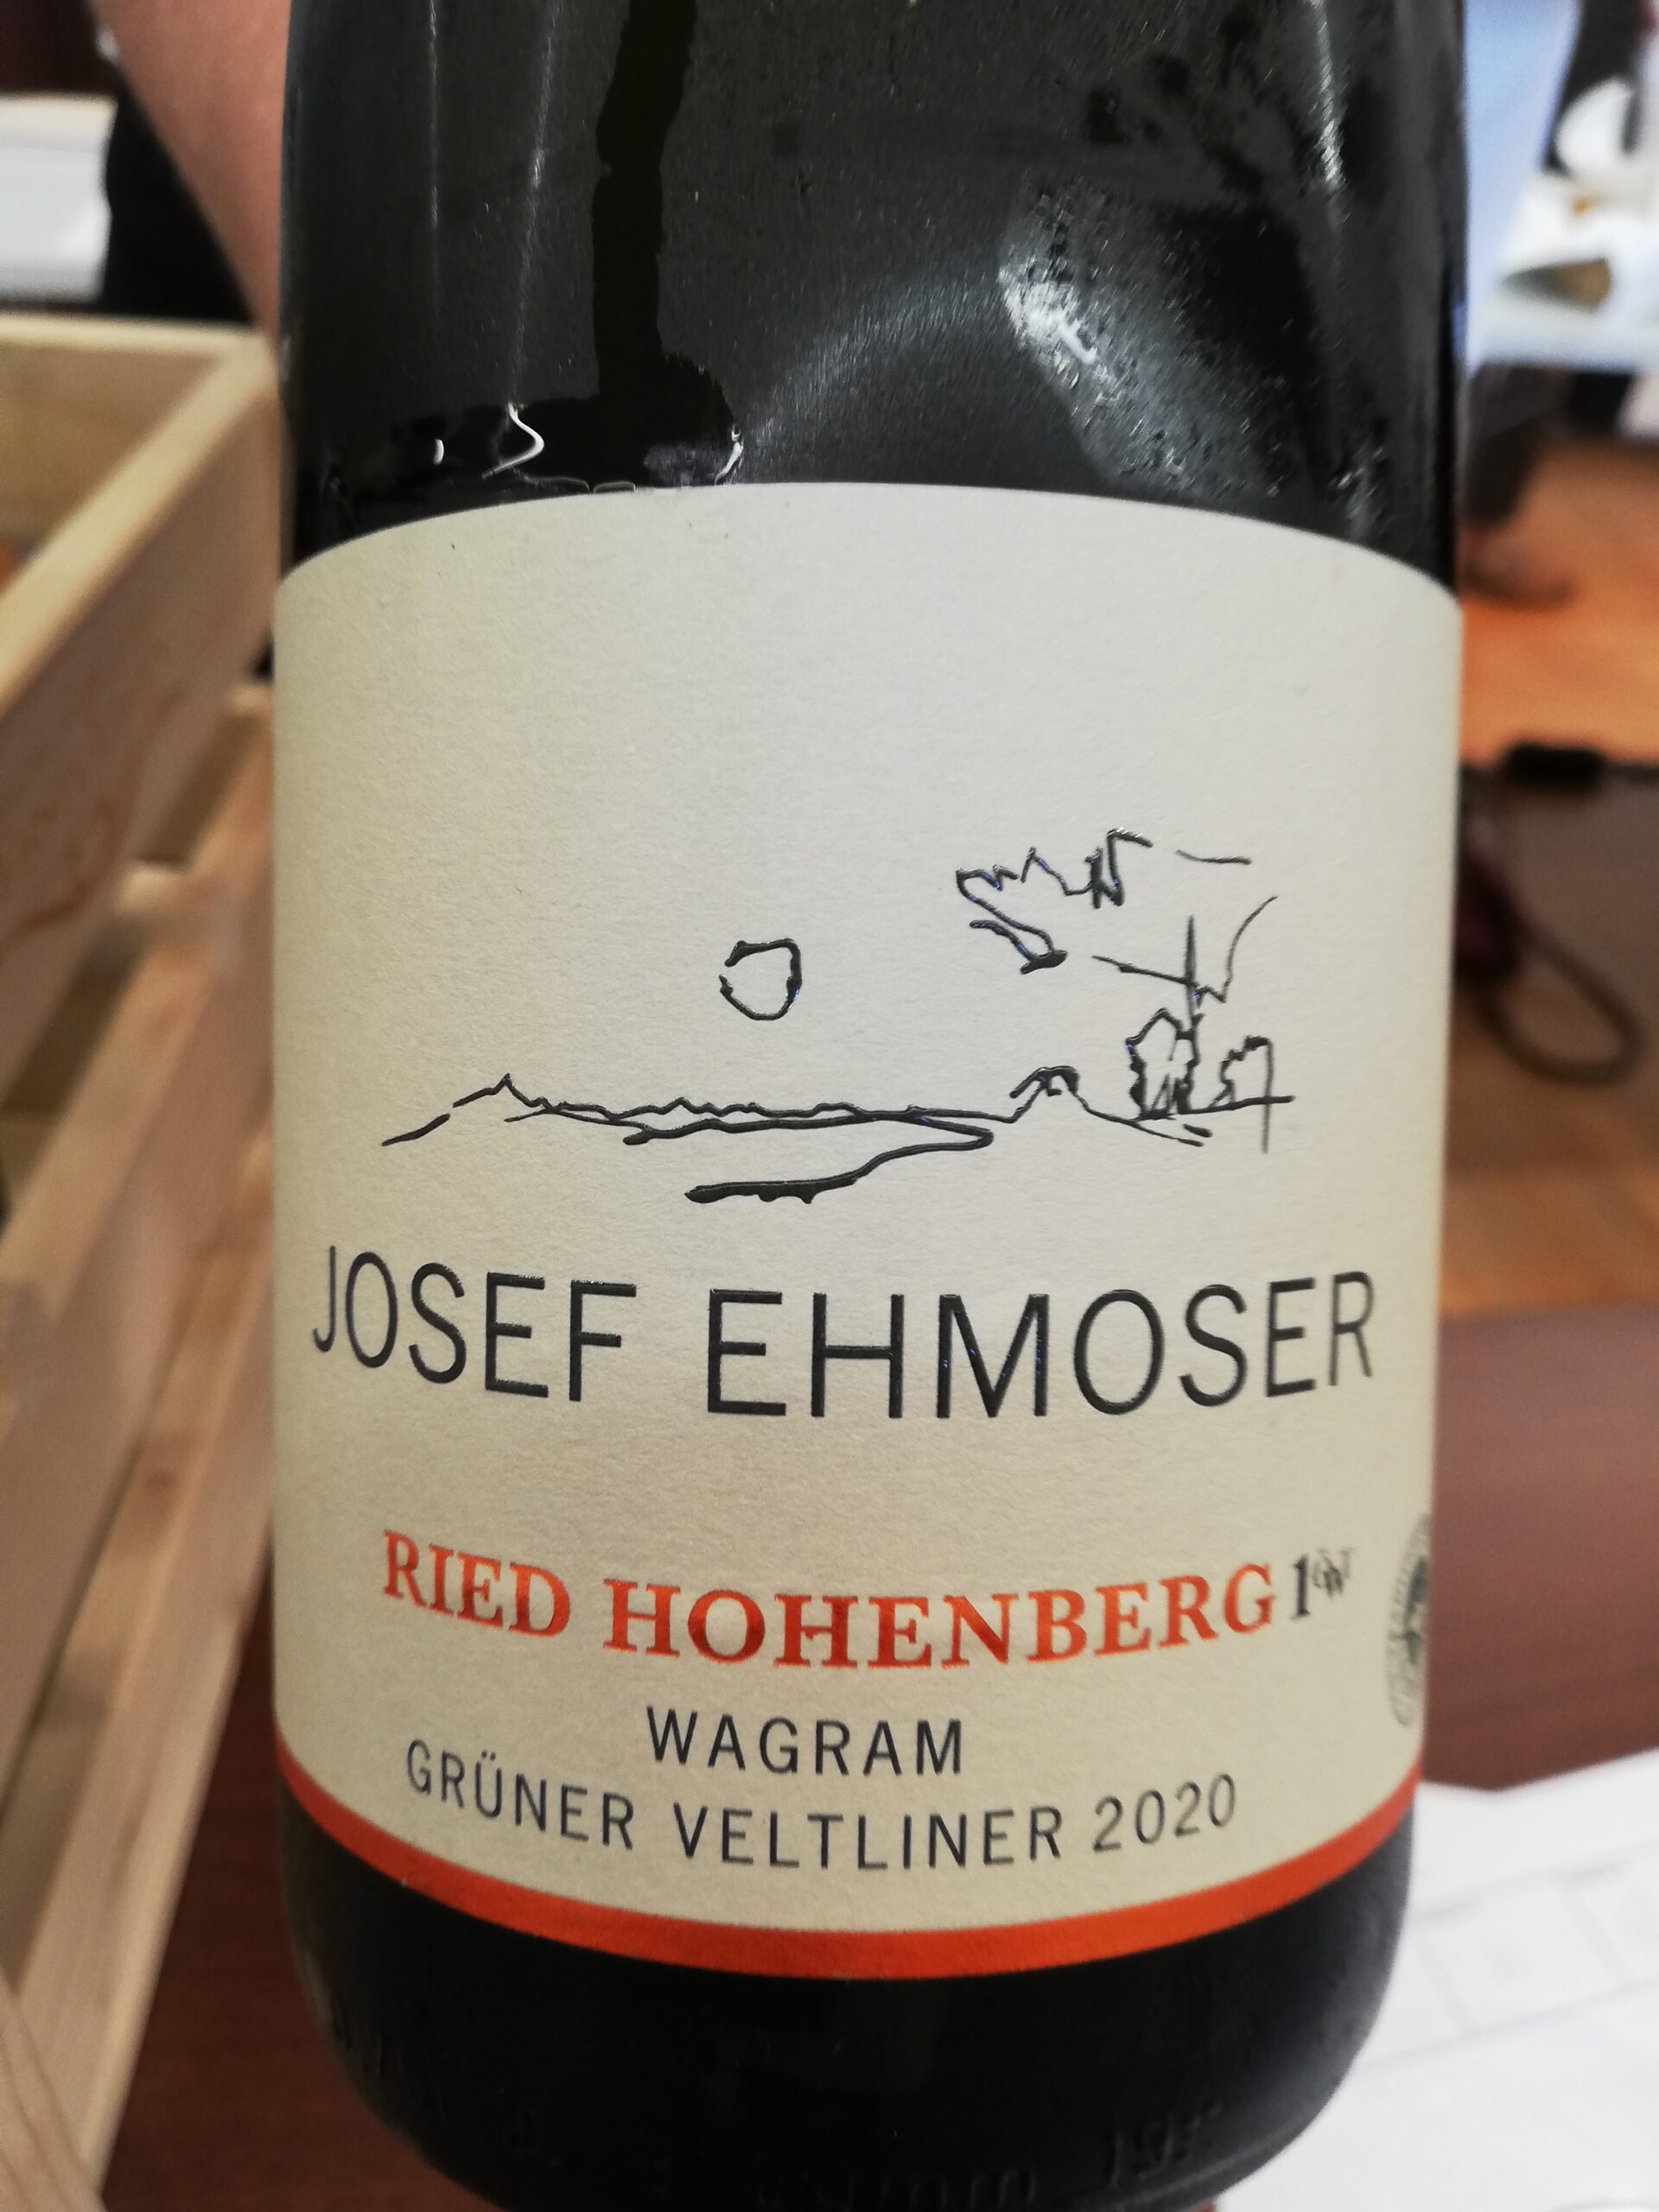 JOSEF EHMOSER
RIED HOHENBERG 1ÖTW
WAGRAM
GRÜNER VELTLINER 2020